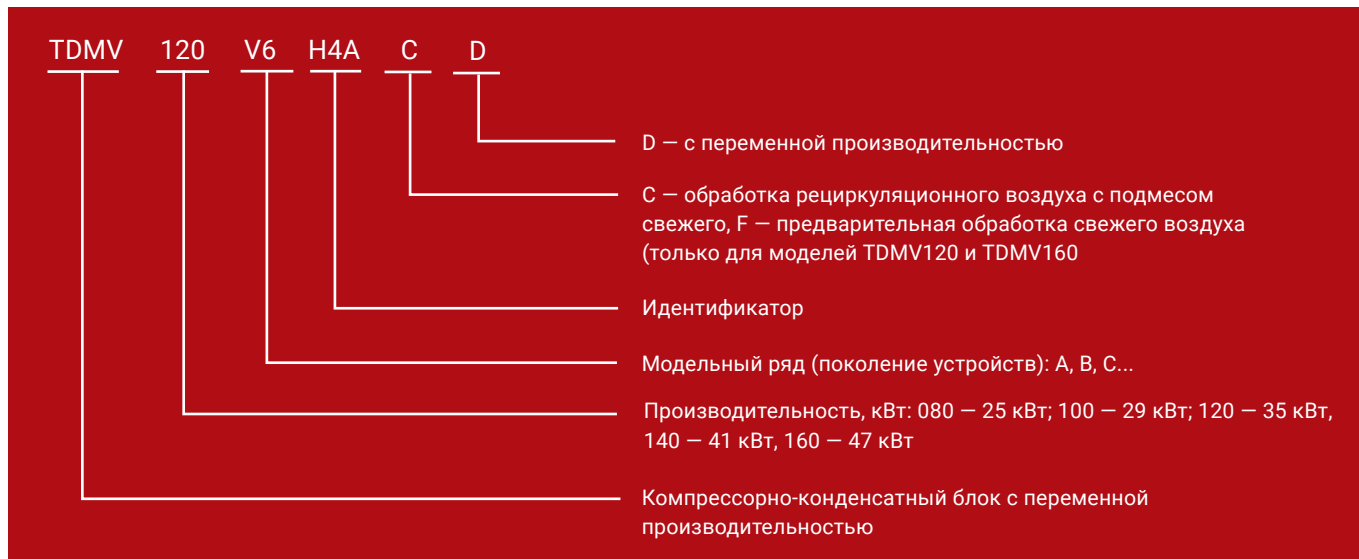 TDMV 120 V6 H4A C D
D — с переменной производительностью
C — обработка рециркуляционного воздуха с подмесом
свежего, F — предварительная обработка свежего воздуха
(только для моделей TDMV120 и TDMV160
Идентификатор
Модельный ряд (поколение устройств): A, B, C...
Производительность, кВт: 080 — 25 кВт; 100 — 29 кВт; 120 — 35 кВт,
140 — 41 кВт, 160 — 47 кВт
Компрессорно-конденсатный блок с переменной
производительностью